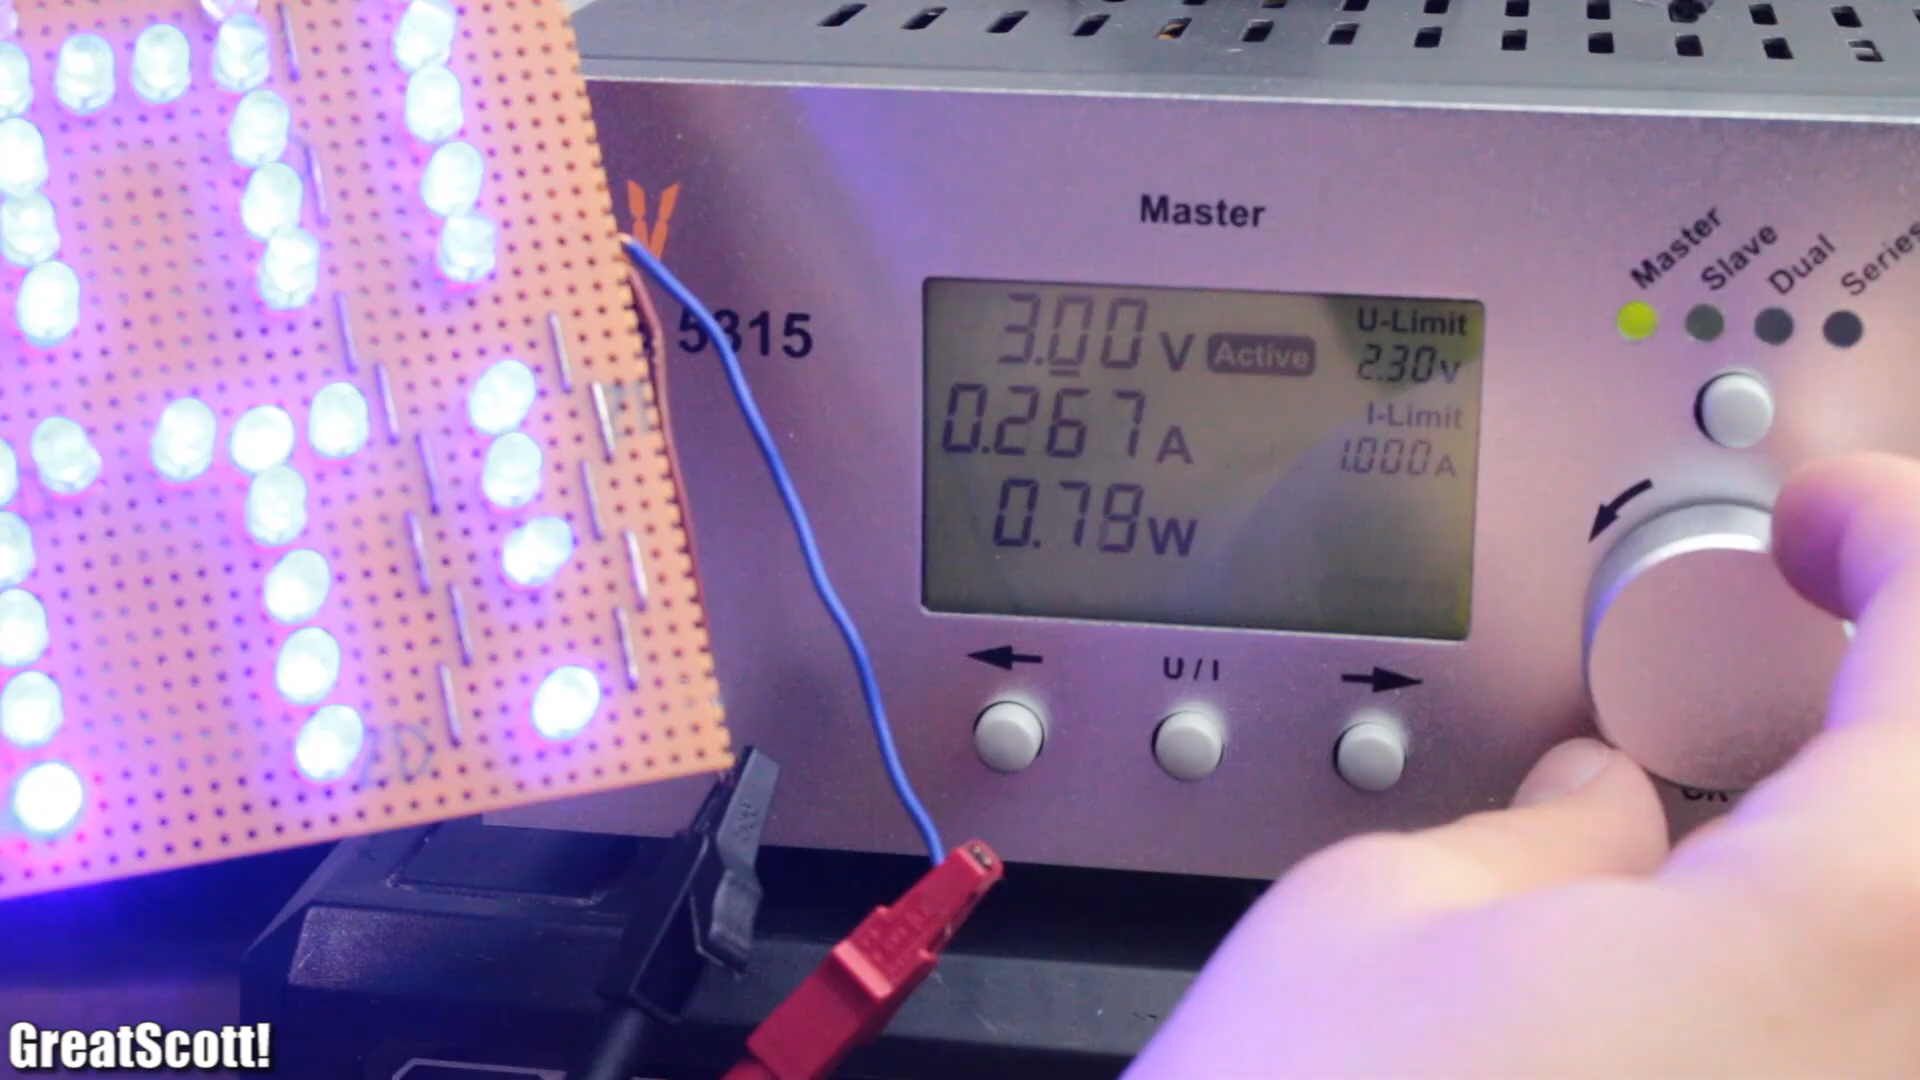 Master
Master
Slave
Dual
Series
5315
3.00 V Active
U-Limit
2.30 V
0.267 A
I-Limit
1.000 A
0.78 W
U / I
2D
GreatScott!